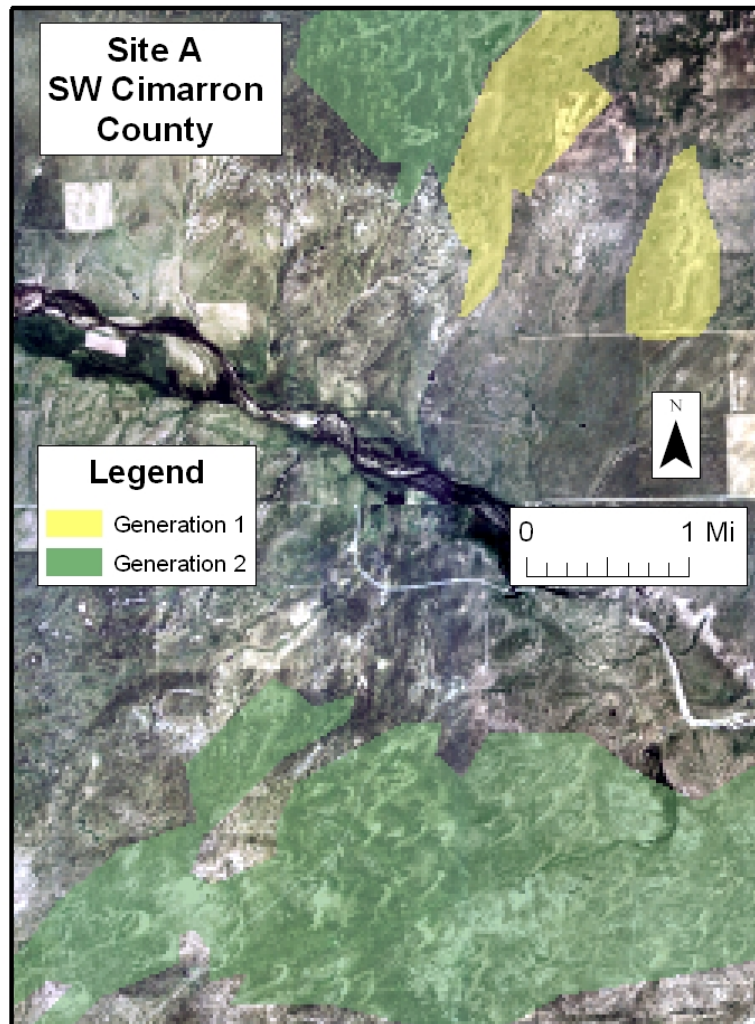 Site A
SW Cimarron
County
N
Legend
Generation 1
Generation 2
0 1 Mi